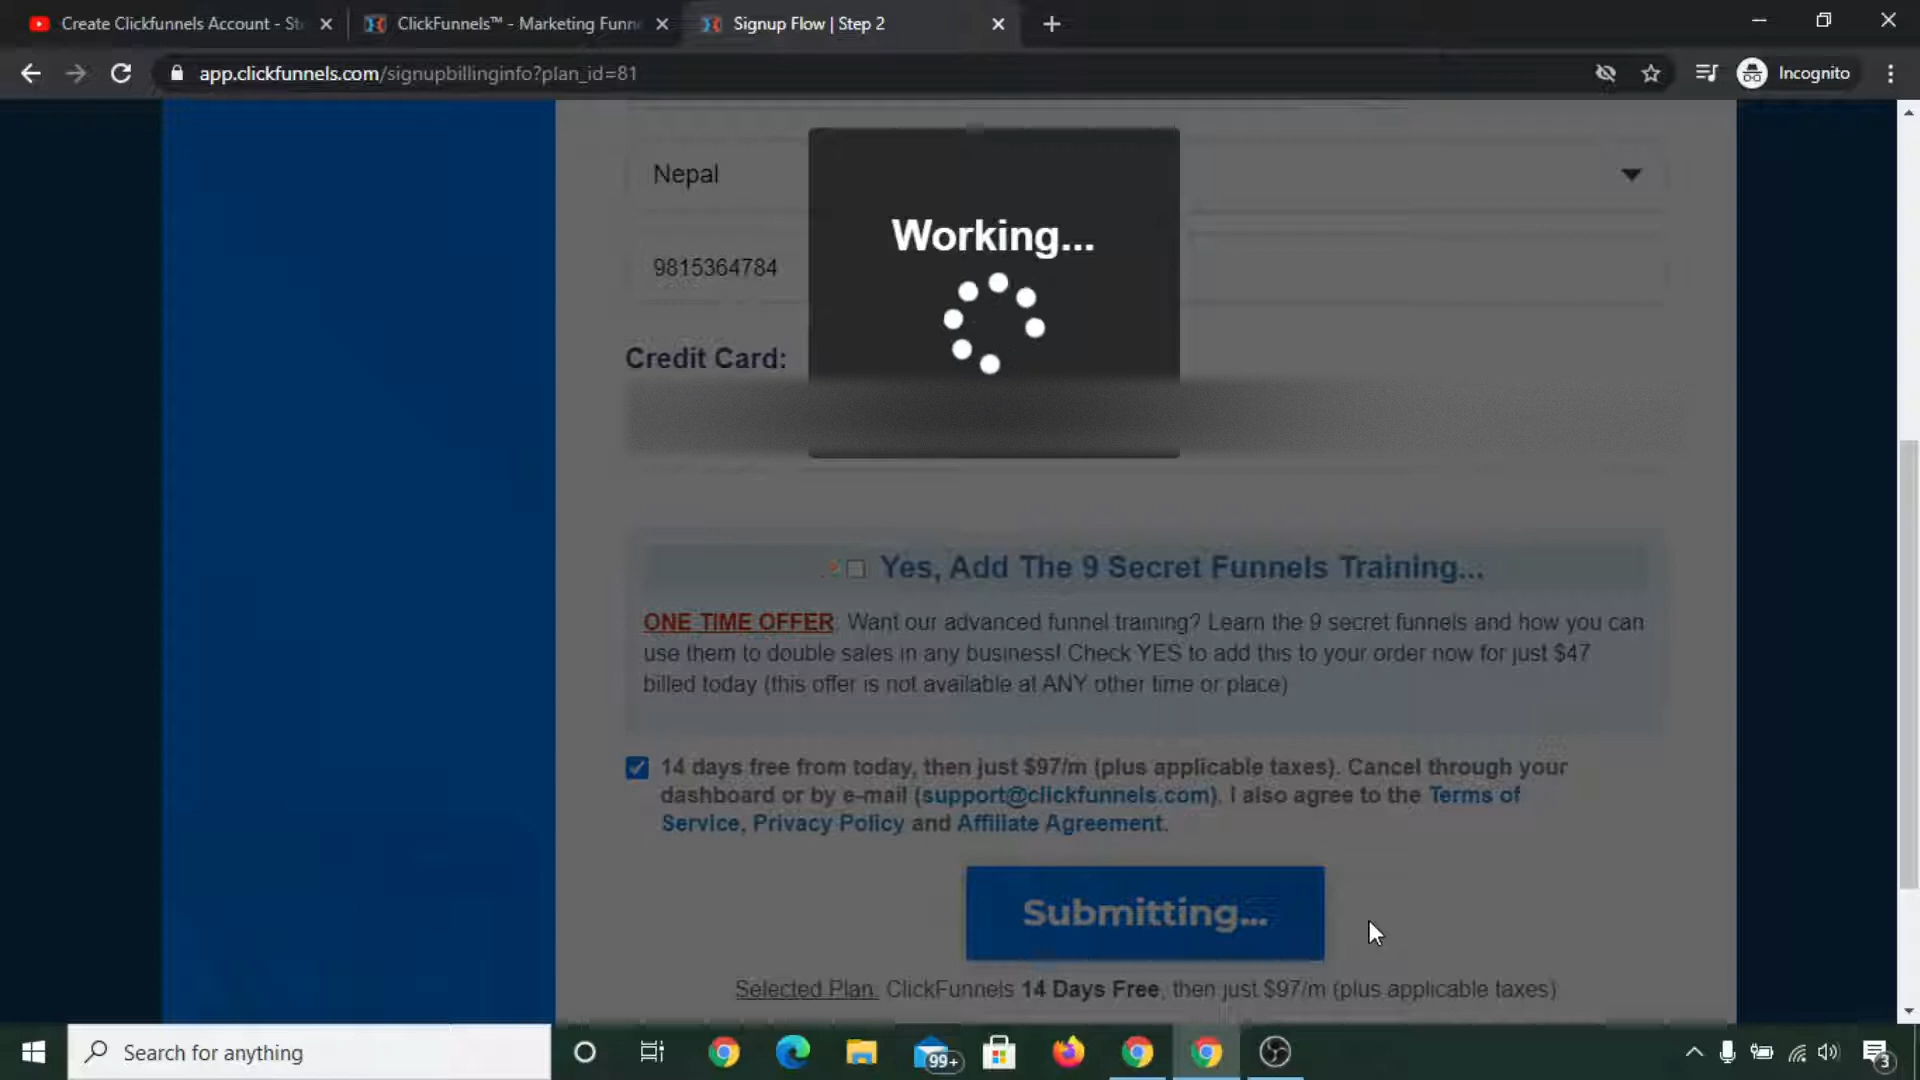 Create Clickfunnels Account - St
ClickFunnels™ - Marketing Funn
Signup Flow | Step 2
app.clickfunnels.com/signupbillinginfo?plan_id=81
Incognito
Nepal
Working...
9815364784
Credit Card:
Yes, Add The 9 Secret Funnels Training...
ONE TIME OFFER: Want our advanced funnel training? Learn the 9 secret funnels and how you can
use them to double sales in any business! Check YES to add this to your order now for just $47
billed today (this offer is not available at ANY other time or place)
14 days free from today, then just $97/m (plus applicable taxes). Cancel through your
dashboard or by e-mail (support@clickfunnels.com). I also agree to the Terms of
Service, Privacy Policy and Affiliate Agreement.
Submitting...
Selected Plan: ClickFunnels 14 Days Free, then just $97/m (plus applicable taxes)
Search for anything
99+
3